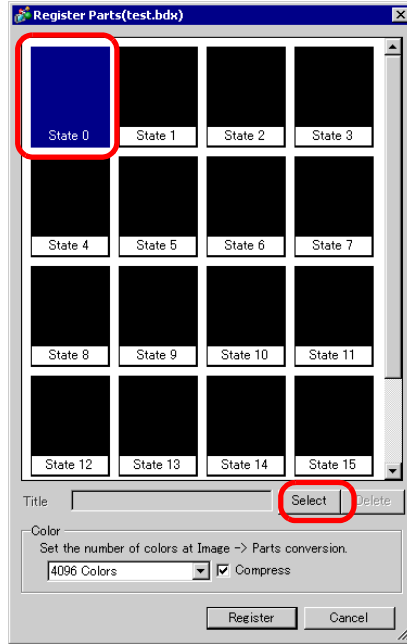 Register Parts(test.bdx)
State 0 State 1 State 2 State 3
State 4 State 5 State 6 State 7
State 8 State 9 State 10 State 11
State 12 State 13 State 14 State 15
Title Select Delete
Color
Set the number of colors at Image -> Parts conversion.
4096 Colors Compress
Register Cancel